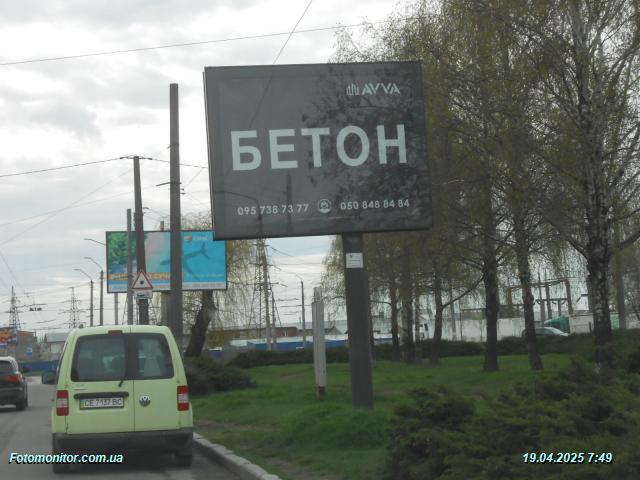 AVVA
БЕТОН
095 738 73 77 050 848 84 84
CE 7137 BC
Fotomonitor.com.ua
19.04.2025 7:49